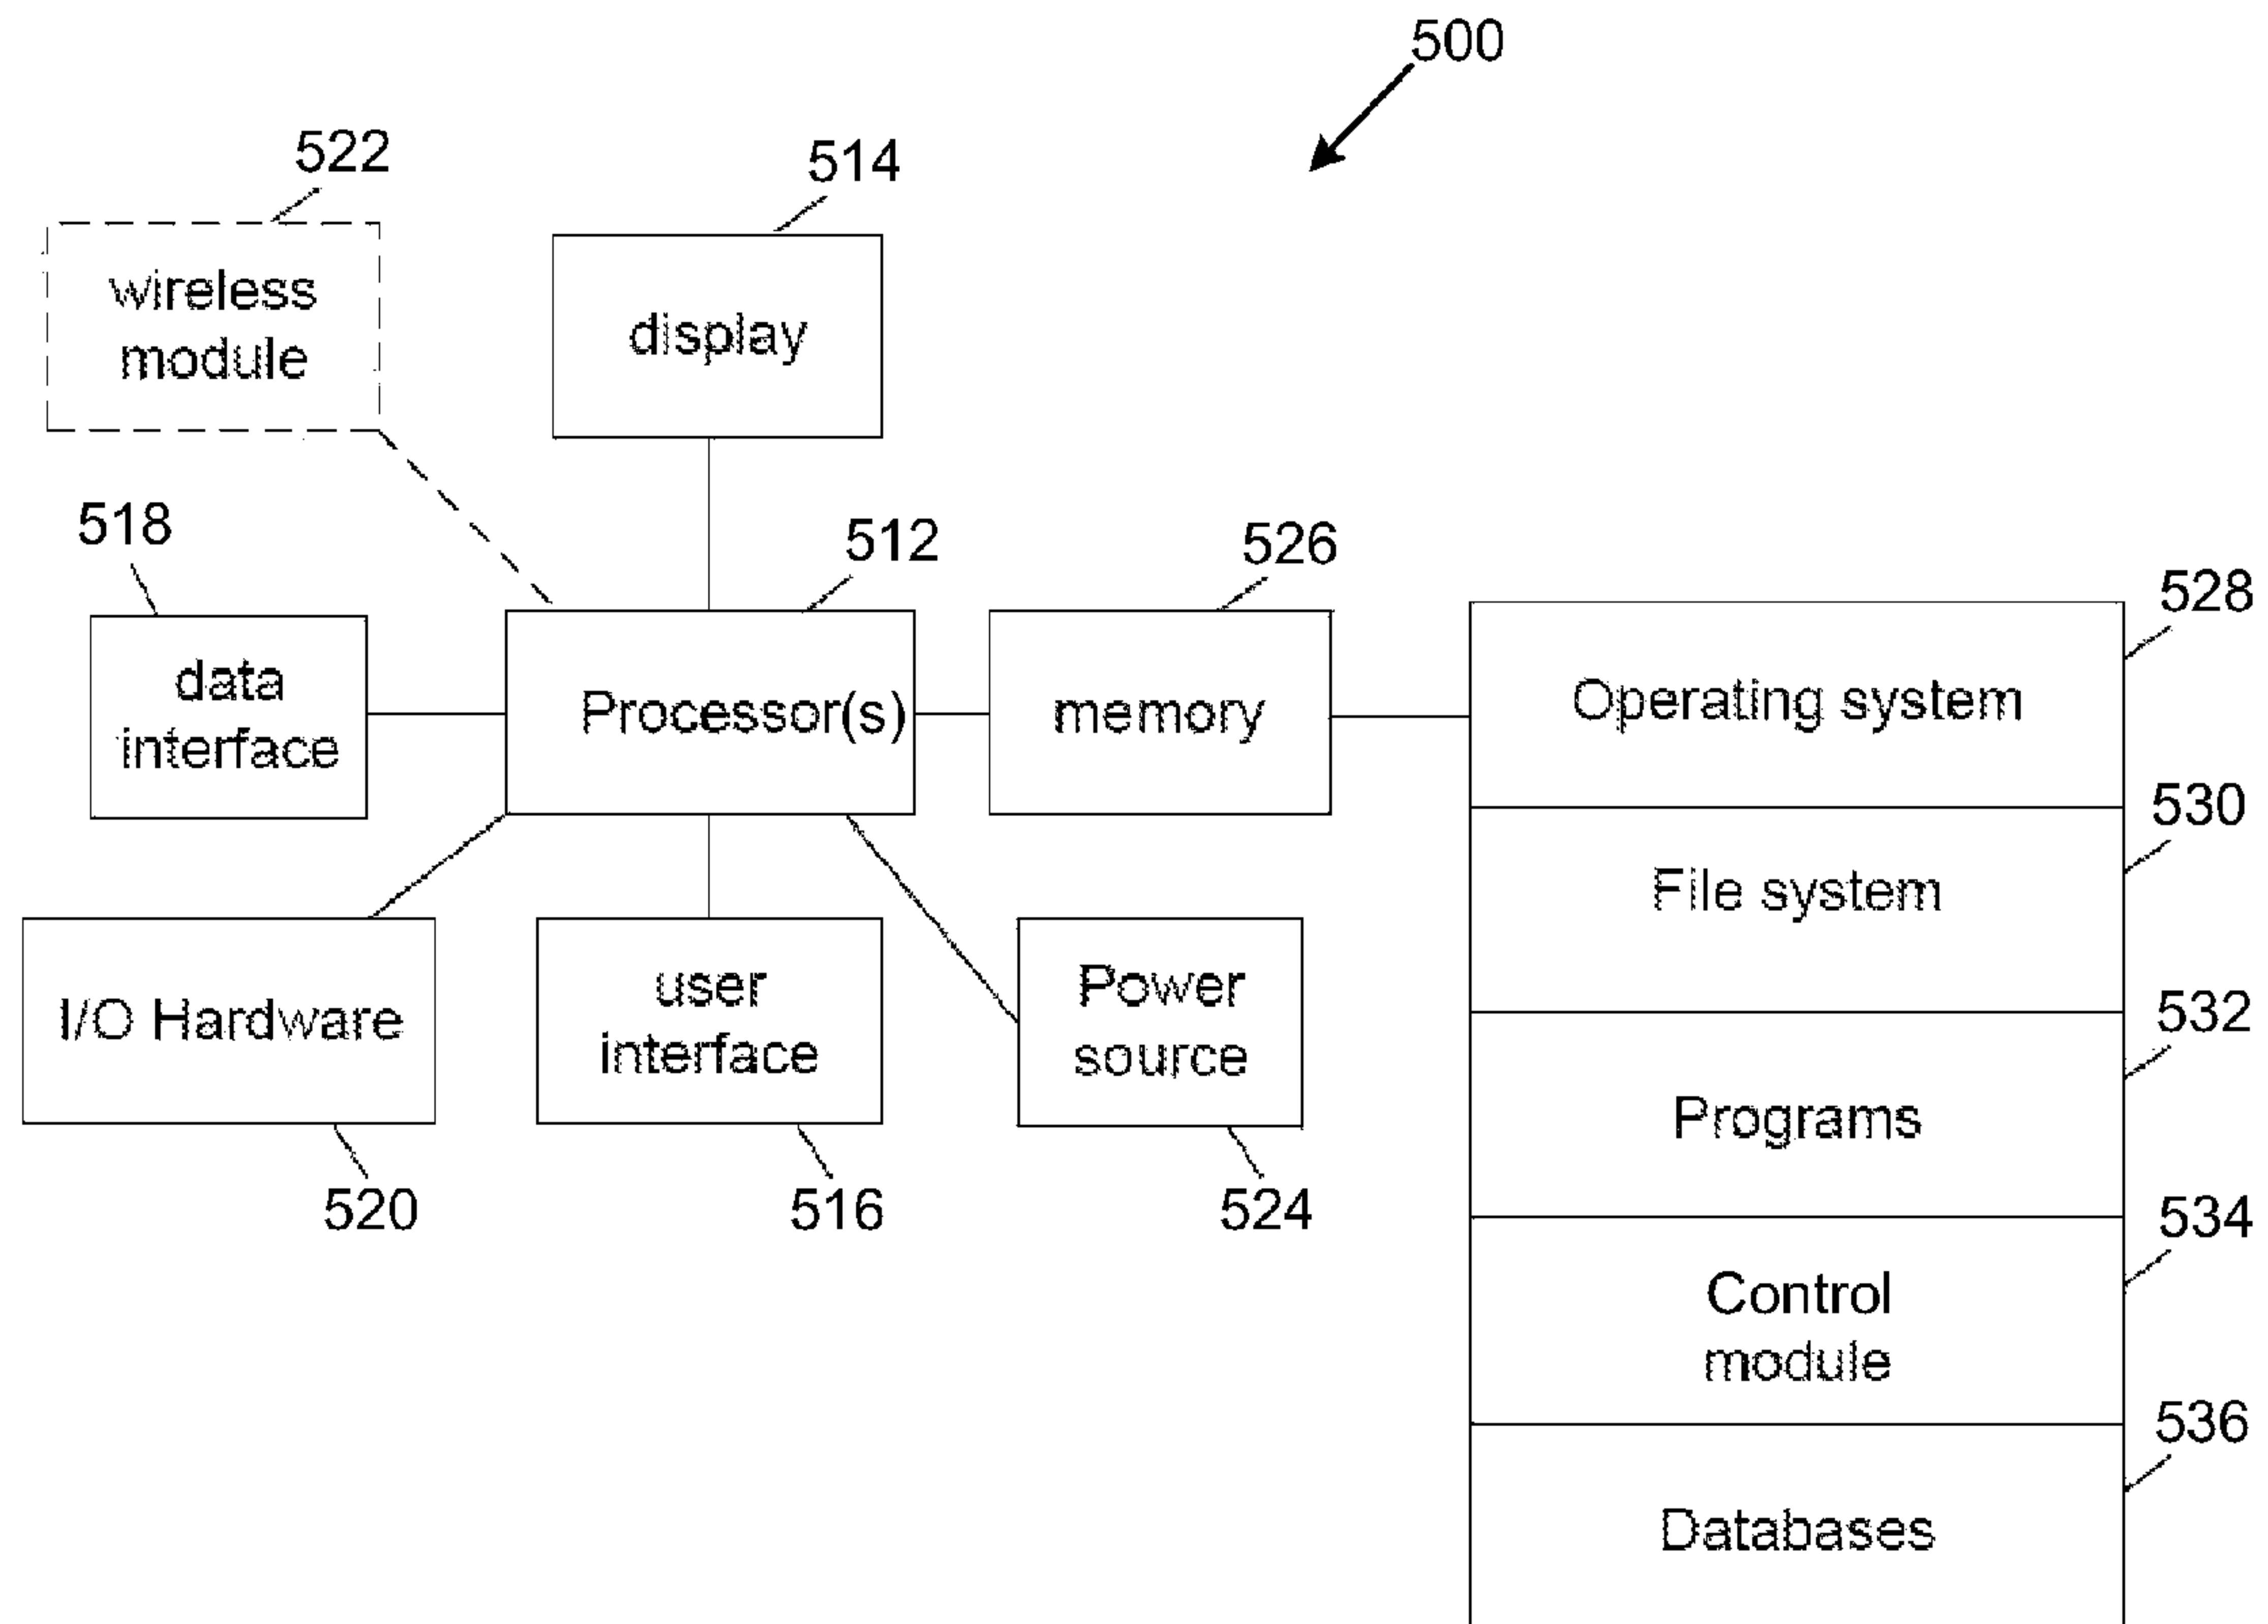 500
522
514
wireless
module
display
518
512
526
528
data
interface
Processor(s)
memory
Operating system
530
File system
I/O Hardware
user
interface
Power
source
532
Programs
520
516
524
534
Control
module
536
Databases